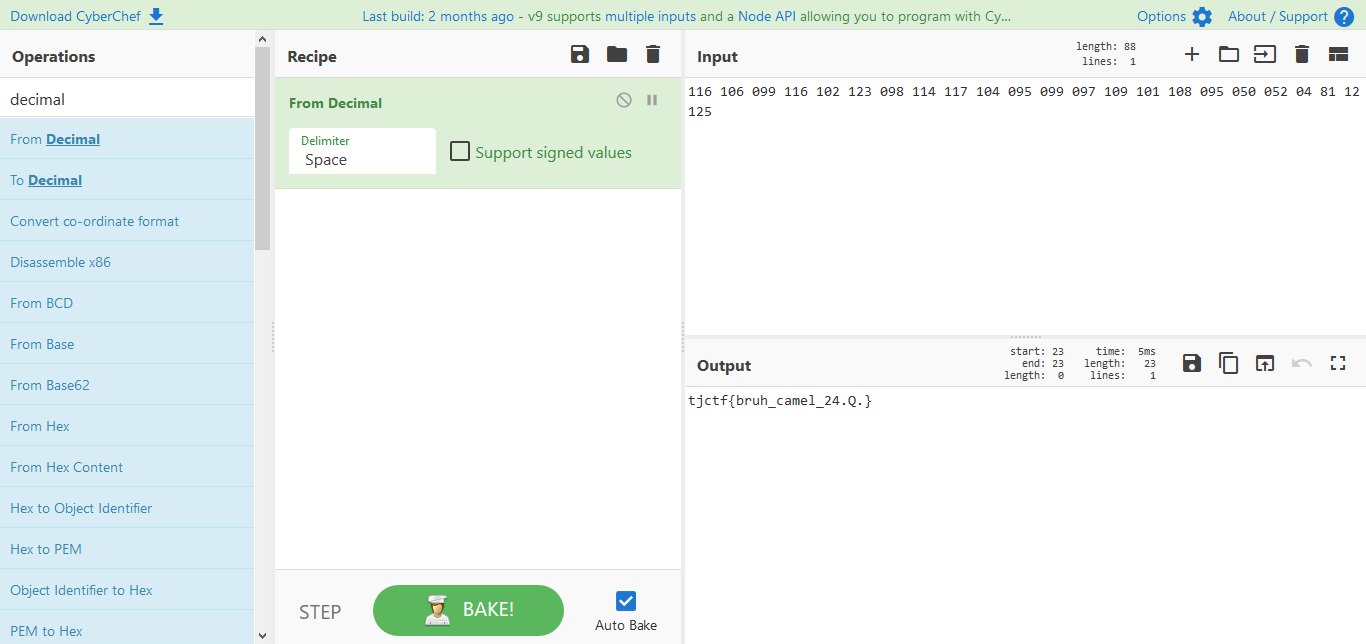 Download CyberChef
Last build: 2 months ago - v9 supports multiple inputs and a Node API allowing you to program with Cy...
Options
About / Support
Operations
decimal
From Decimal
To Decimal
Convert co-ordinate format
Disassemble x86
From BCD
From Base
From Base62
From Hex
From Hex Content
Hex to Object Identifier
Hex to PEM
Object Identifier to Hex
PEM to Hex
Recipe
From Decimal
Delimiter
Space
Support signed values
STEP
BAKE!
Auto Bake
Input
length: 88
lines: 1
116 106 099 116 102 123 098 114 117 104 095 099 097 109 101 108 095 050 052 04 81 12
125
Output
start: 23 time: 5ms
end: 23 length: 23
length: 0 lines: 1
tjctf{bruh_camel_24.Q.}